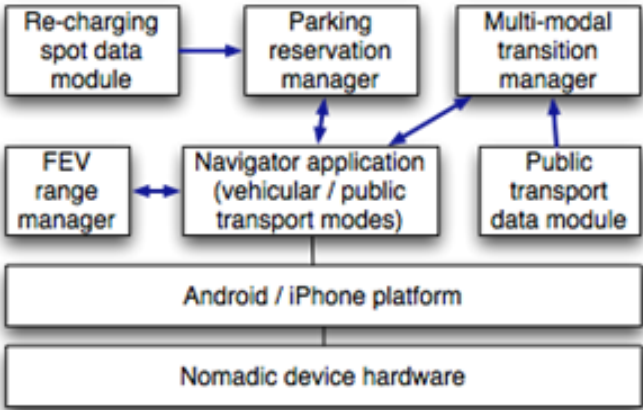 Re-charging
spot data
module
Parking
reservation
manager
Multi-modal
transition
manager
FEV
range
manager
Navigator application
(vehicular / public
transport modes)
Public
transport
data module
Android / iPhone platform
Nomadic device hardware